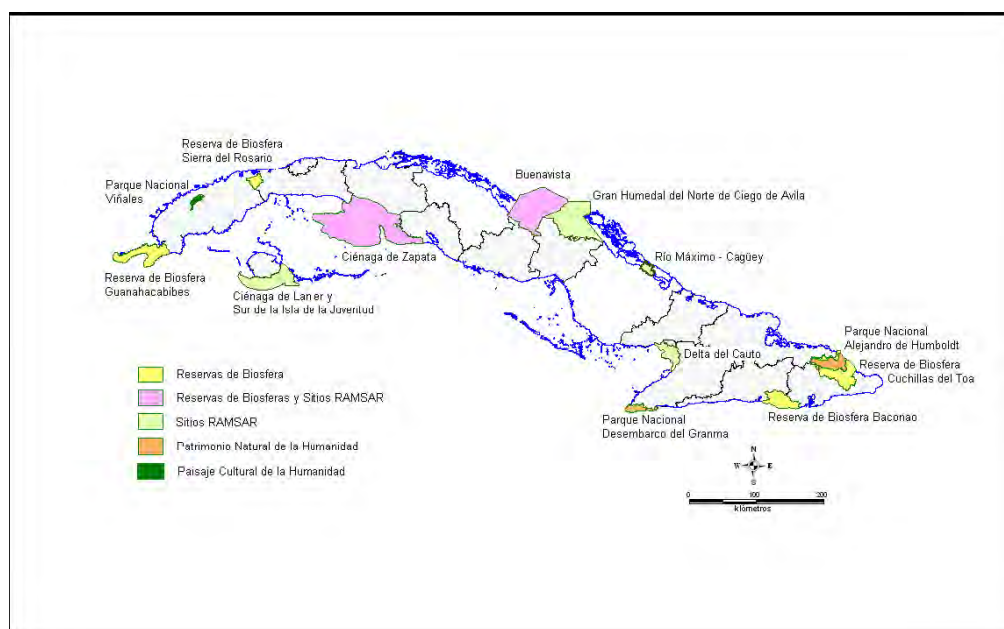 Reserva de Biosfera
Sierra del Rosario
Parque Nacional
Viñales
Buenavista
Gran Humedal del Norte de Ciego de Avila
Ciénaga de Zapata
Río Máximo - Cagüey
Reserva de Biosfera
Guanahacabibes
Ciénaga de Lanier y
Sur de la Isla de la Juventud
Parque Nacional
Alejandro de Humboldt
Delta del Cauto
Reserva de Biosfera
Cuchillas del Toa
Reservas de Biosfera
Reservas de Biosferas y Sitios RAMSAR
Sitios RAMSAR
Patrimonio Natural de la Humanidad
Paisaje Cultural de la Humanidad
Parque Nacional
Desembarco del Granma
Reserva de Biosfera Baconao
N
W E
S
0 100 200
kilómetros